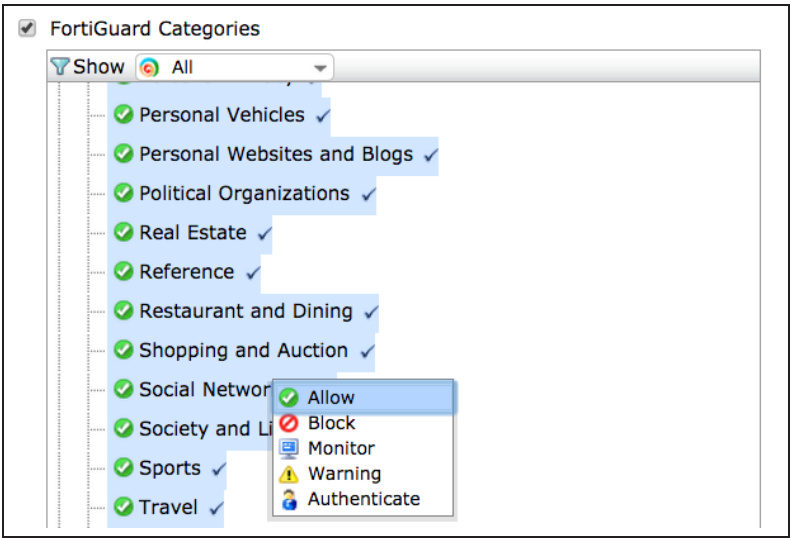 FortiGuard Categories
Show All
Personal Vehicles
Personal Websites and Blogs
Political Organizations
Real Estate
Reference
Restaurant and Dining
Shopping and Auction
Social Networ
Allow
Society and Li
Block
Monitor
Sports
Warning
Travel
Authenticate